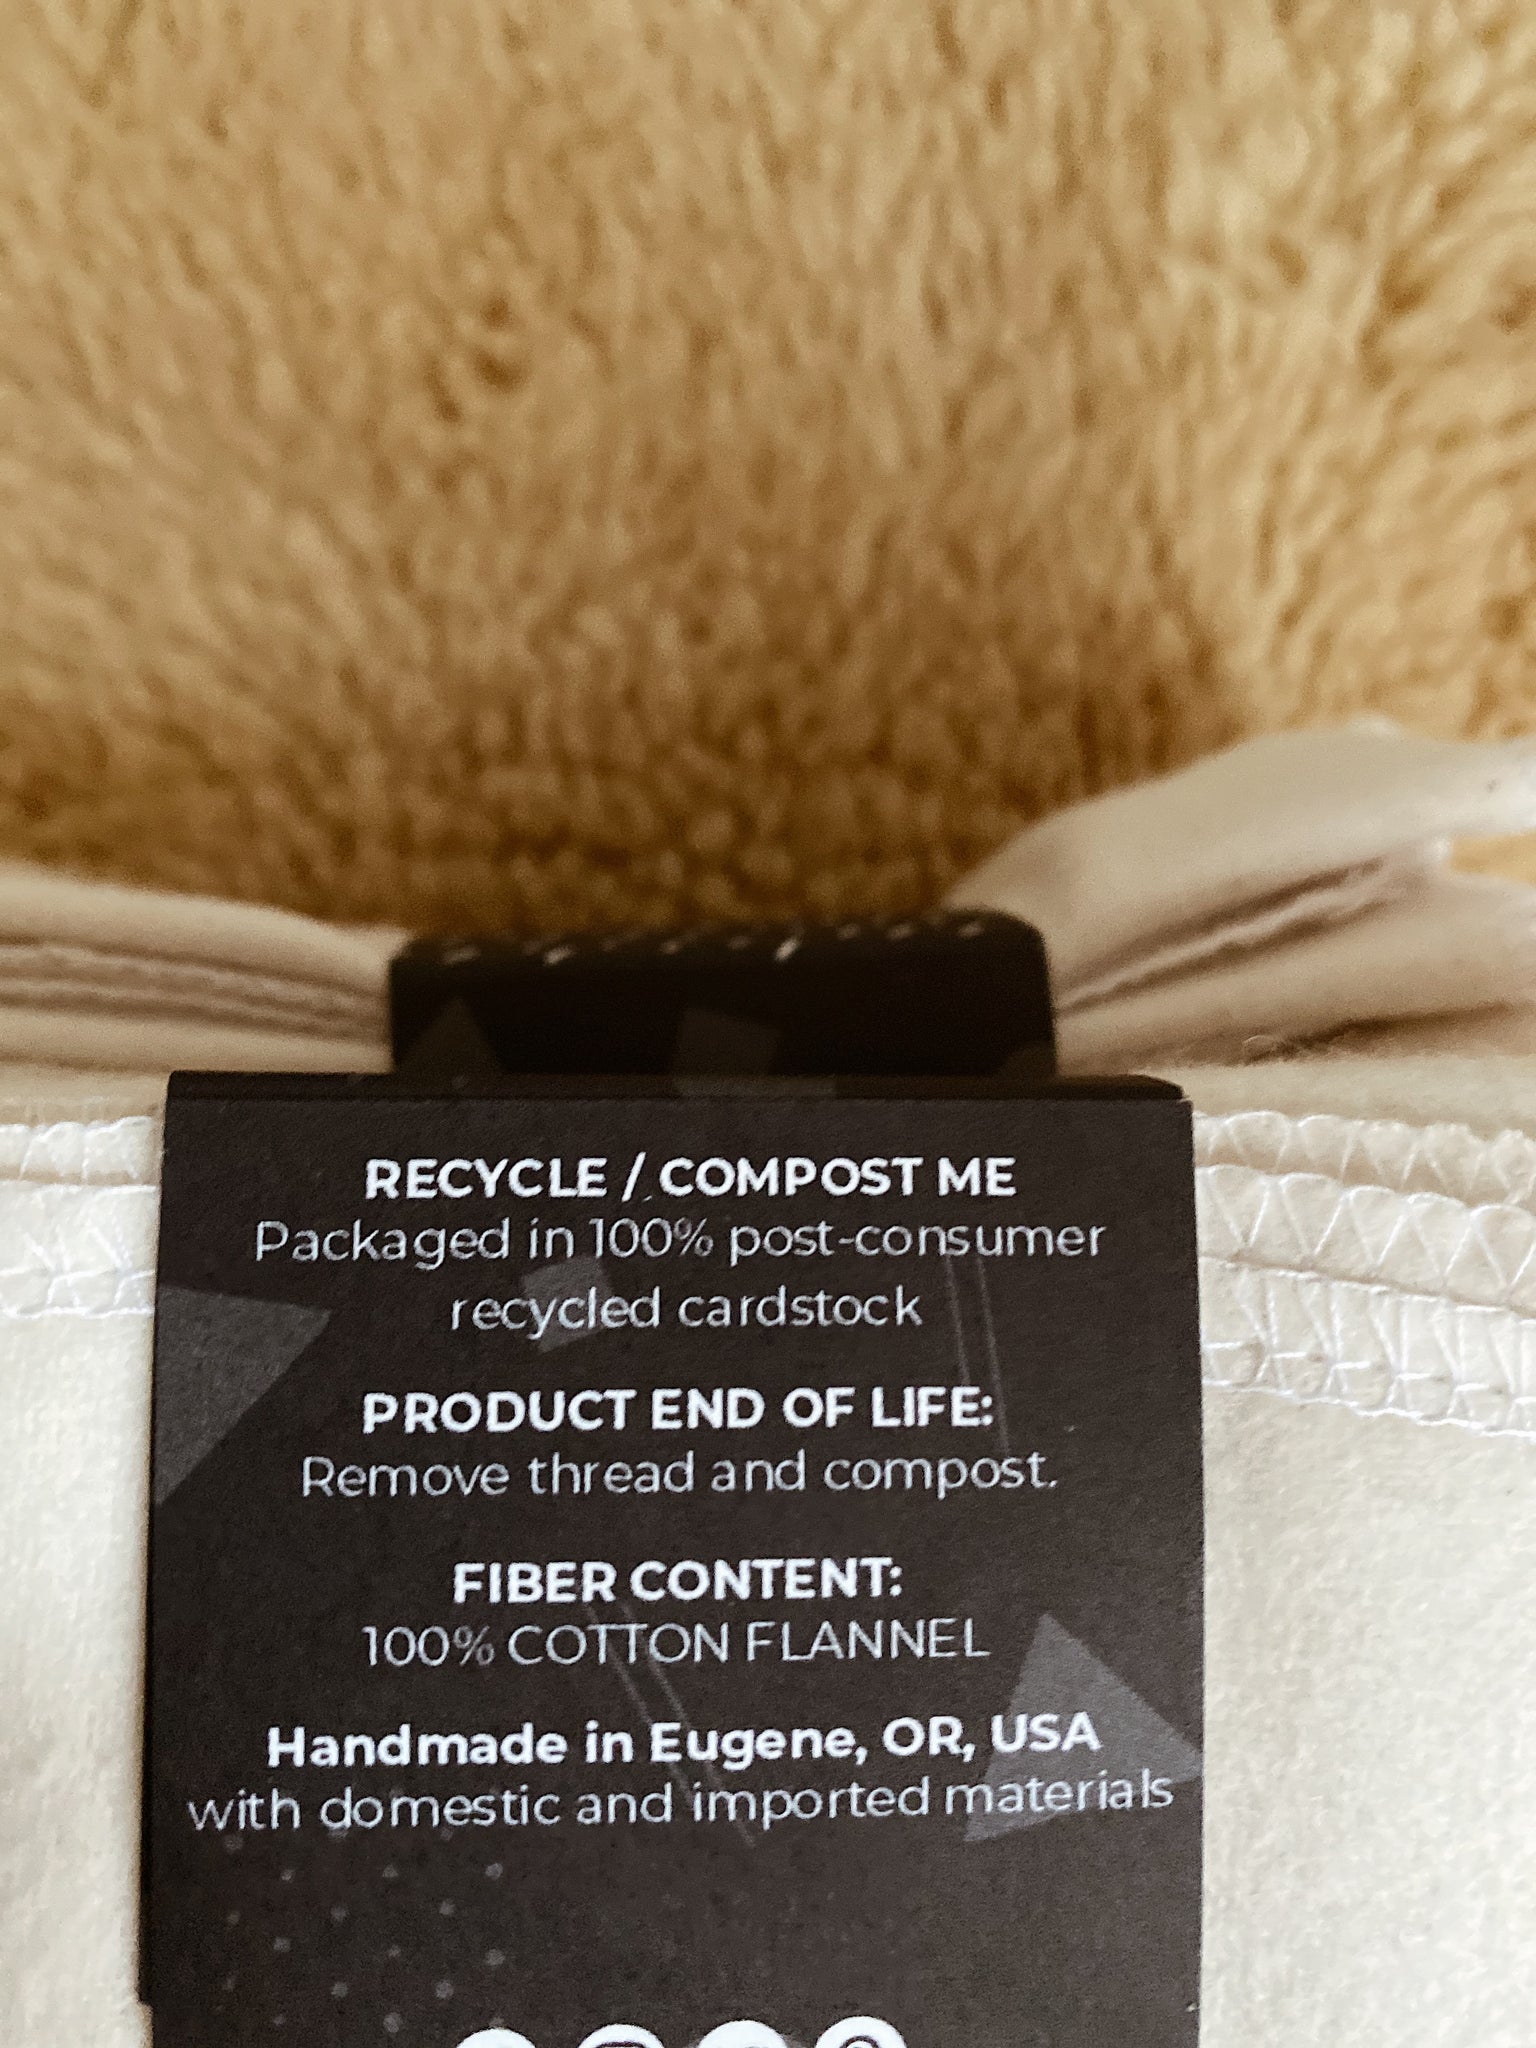 RECYCLE / COMPOST ME
Packaged in 100% post-consumer
recycled cardstock
PRODUCT END OF LIFE:
Remove thread and compost.
FIBER CONTENT:
100% COTTON FLANNEL
Handmade in Eugene, OR, USA
with domestic and imported materials